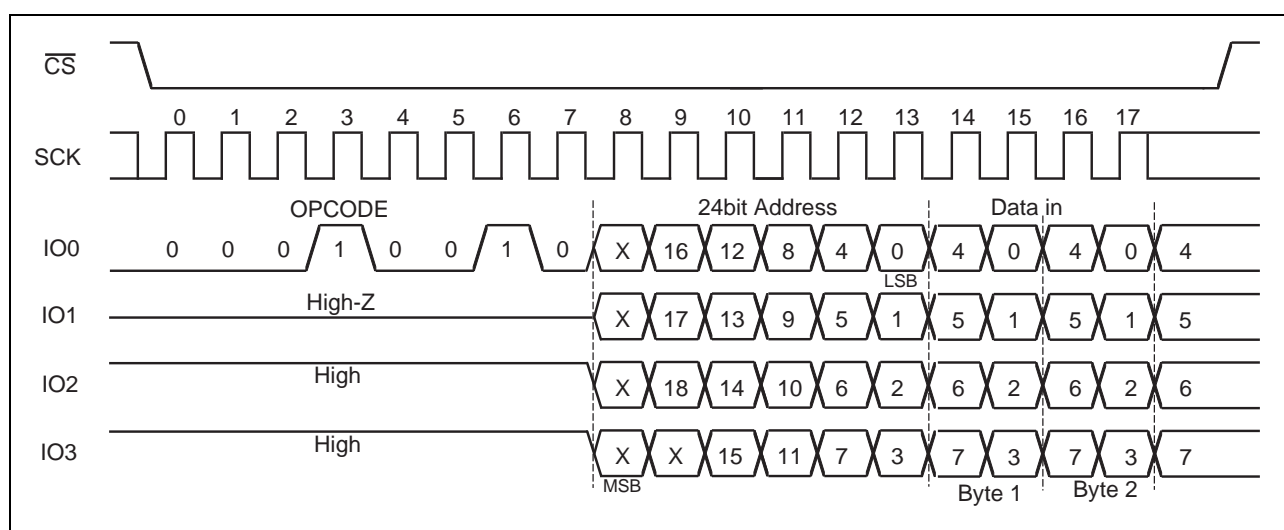 CS
0 1 2 3 4 5 6 7 8 9 10 11 12 13 14 15 16 17
SCK
OPCODE 24bit Address Data in
IO0 0 0 0 1 0 0 1 0 X 16 12 8 4 0 4 0 4 0 4
LSB
IO1 High-Z X 17 13 9 5 1 5 1 5 1 5
IO2 High X 18 14 10 6 2 6 2 6 2 6
IO3 High X X 15 11 7 3 7 3 7 3 7
MSB Byte 1 Byte 2